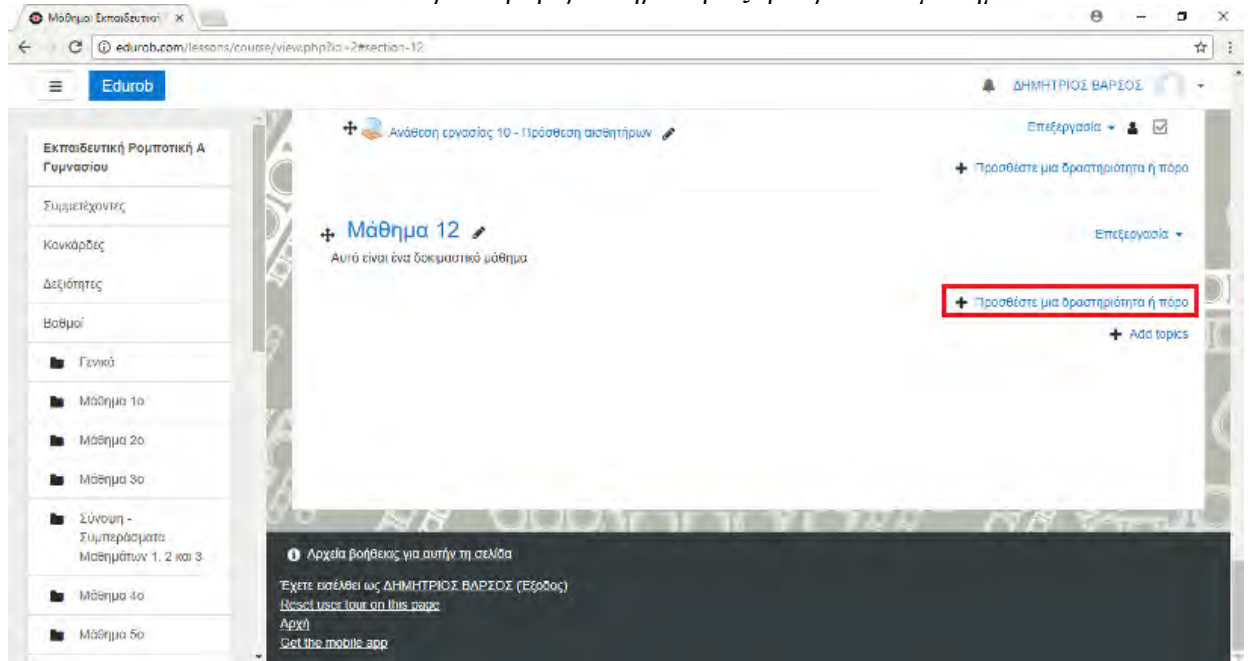 Μάθημα: Εκπαιδευτική
edurob.com/lessons/course/view.php?id=2#section-12
Edurob
ΔΗΜΗΤΡΙΟΣ ΒΑΡΣΟΣ
Εκπαιδευτική Ρομποτική Α
Γυμνασίου
Συμμετέχοντες
Κονκάρδες
Δεξιότητες
Βαθμοί
Γενικά
Μάθημα 1ο
Μάθημα 2ο
Μάθημα 3ο
Σύνοψη -
Συμπεράσματα
Μαθημάτων 1, 2 και 3
Μάθημα 4ο
Μάθημα 5ο
Ανάθεση εργασίας 10 - Πρόσθεση αισθητήρων
Επεξεργασία
Προσθέστε μια δραστηριότητα ή πόρο
Μάθημα 12
Επεξεργασία
Αυτό είναι ένα δοκιμαστικό μάθημα
Προσθέστε μια δραστηριότητα ή πόρο
Add topics
Αρχεία βοήθειας για αυτήν τη σελίδα
Έχετε εισέλθει ως ΔΗΜΗΤΡΙΟΣ ΒΑΡΣΟΣ (Έξοδος)
Reset user tour on this page
Αρχή
Get the mobile app